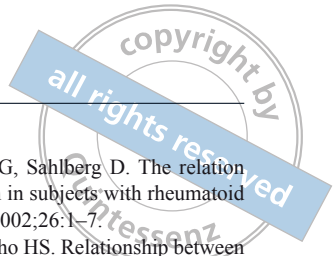 copyright by
all rights reserved
Quintessenz
G, Sahlberg D. The relation
in subjects with rheumatoid
002;26:1–7.
ho HS. Relationship between